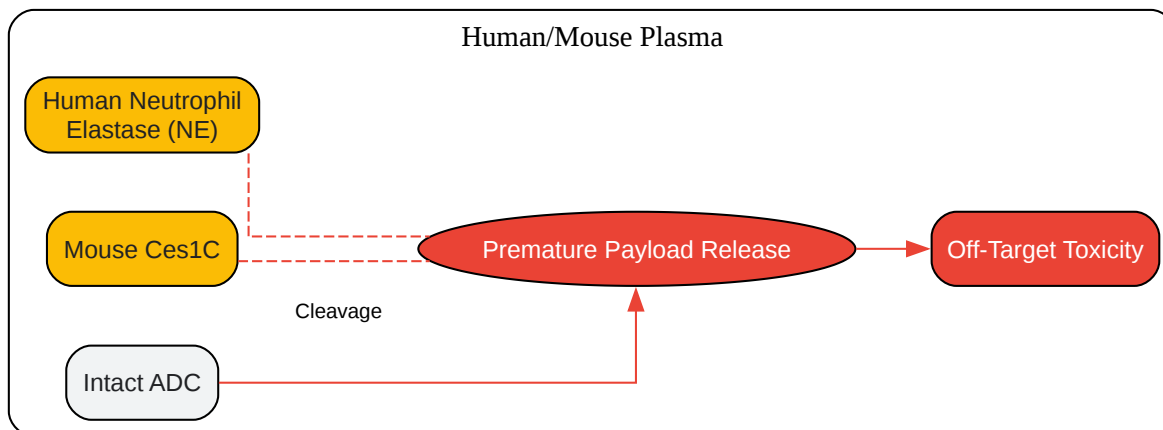 Human/Mouse Plasma
Human Neutrophil
Elastase (NE)
Mouse Ces1C
Premature Payload Release
Off-Target Toxicity
Cleavage
Intact ADC